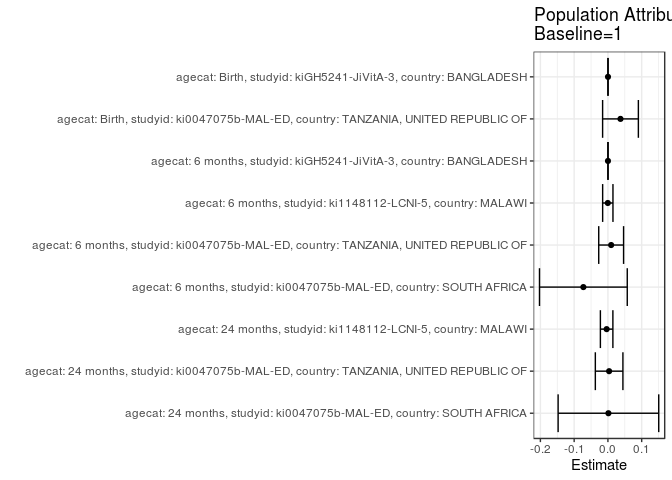 Population Attribu
Baseline=1
agecat: Birth, studyid: kiGH5241-JiVitA-3, country: BANGLADESH
agecat: Birth, studyid: ki0047075b-MAL-ED, country: TANZANIA, UNITED REPUBLIC OF
agecat: 6 months, studyid: kiGH5241-JiVitA-3, country: BANGLADESH
agecat: 6 months, studyid: ki1148112-LCNI-5, country: MALAWI
agecat: 6 months, studyid: ki0047075b-MAL-ED, country: TANZANIA, UNITED REPUBLIC OF
agecat: 6 months, studyid: ki0047075b-MAL-ED, country: SOUTH AFRICA
agecat: 24 months, studyid: ki1148112-LCNI-5, country: MALAWI
agecat: 24 months, studyid: ki0047075b-MAL-ED, country: TANZANIA, UNITED REPUBLIC OF
agecat: 24 months, studyid: ki0047075b-MAL-ED, country: SOUTH AFRICA
-0.2 -0.1 0.0 0.1
Estimate